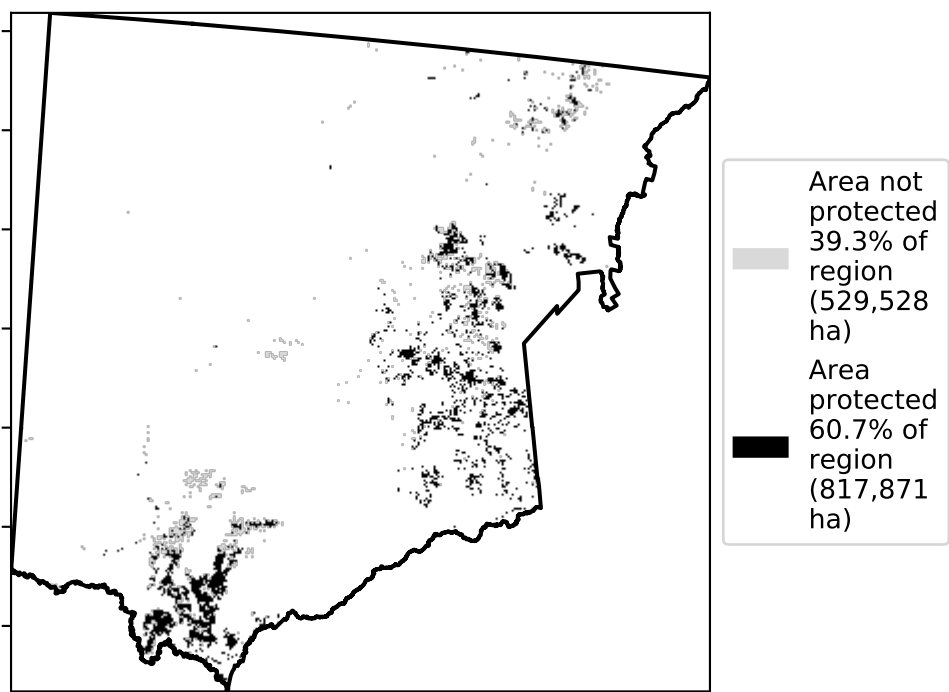 Area not
protected
39.3% of
region
(529,528
ha)
Area
protected
60.7% of
region
(817,871
ha)